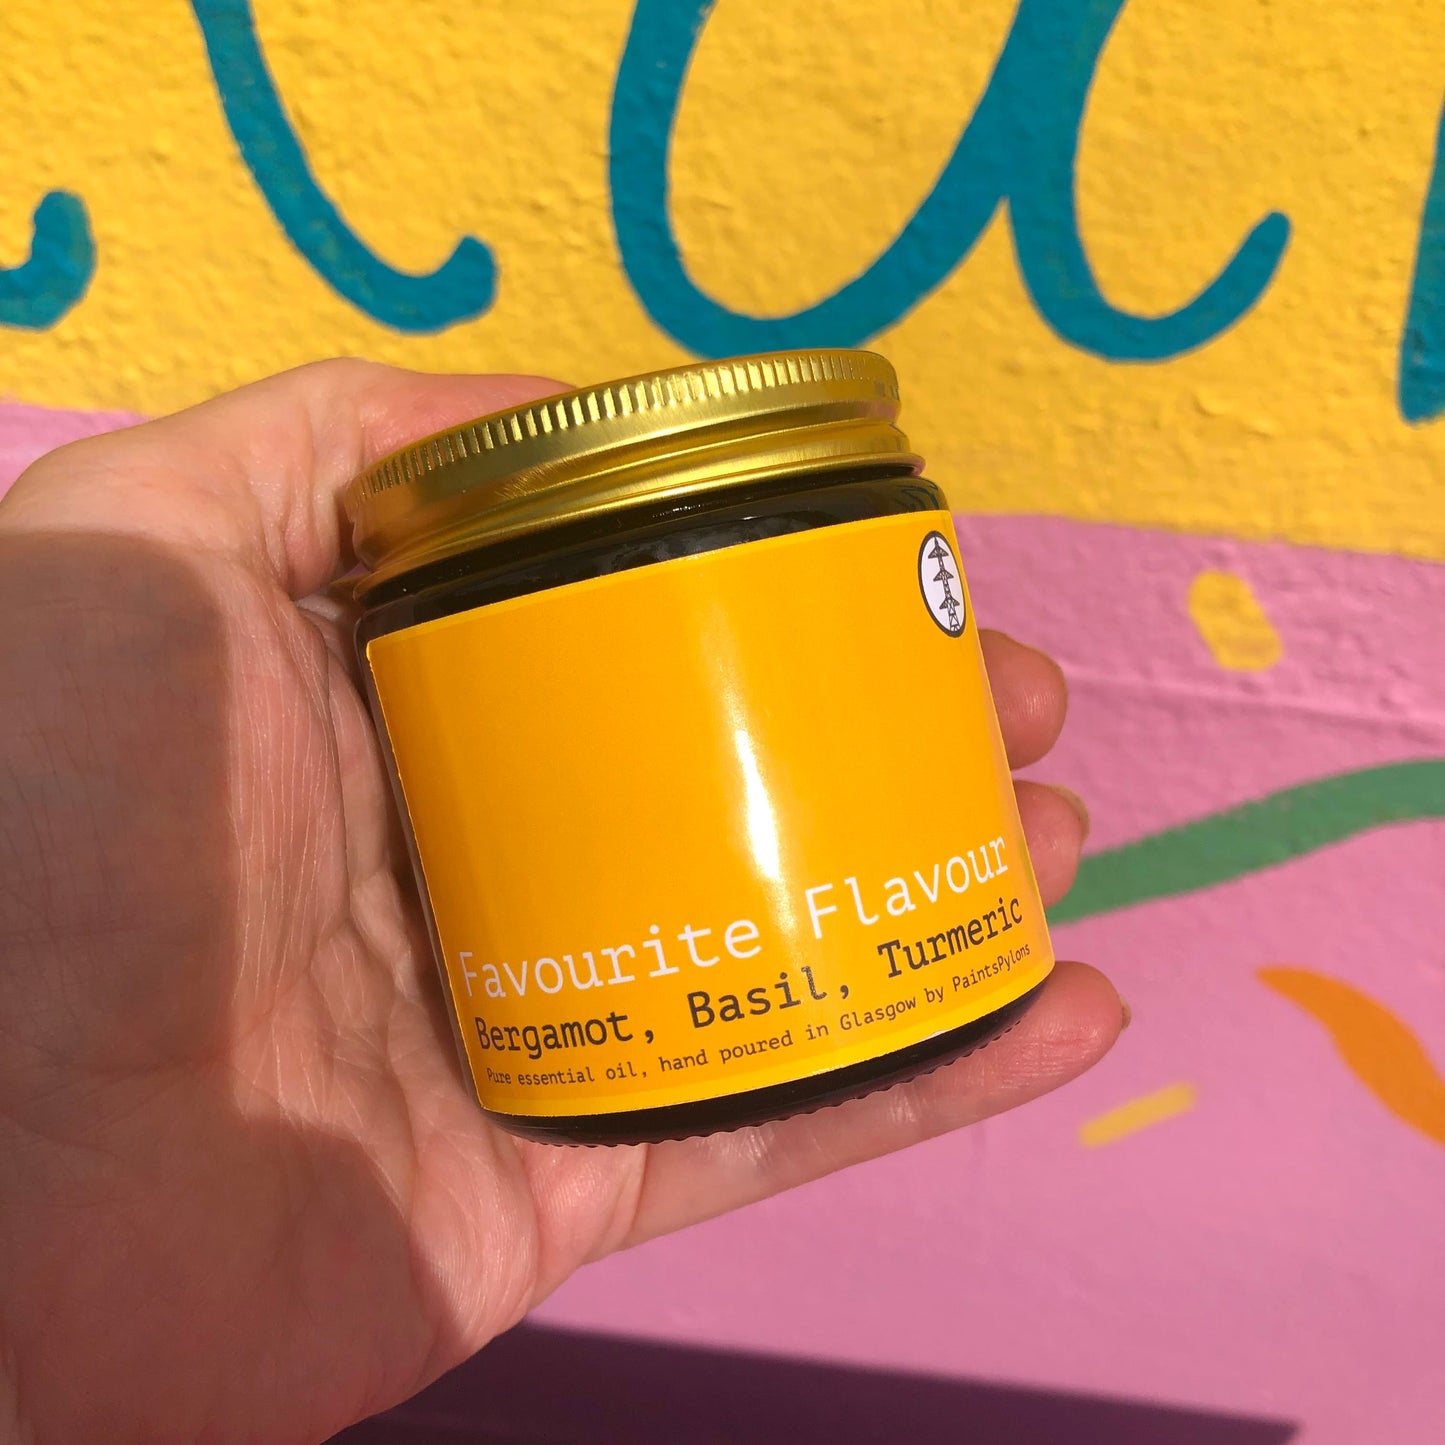 Favourite Flavour
Bergamot, Basil, Turmeric
Pure essential oil, hand poured in Glasgow by PaintsPylons